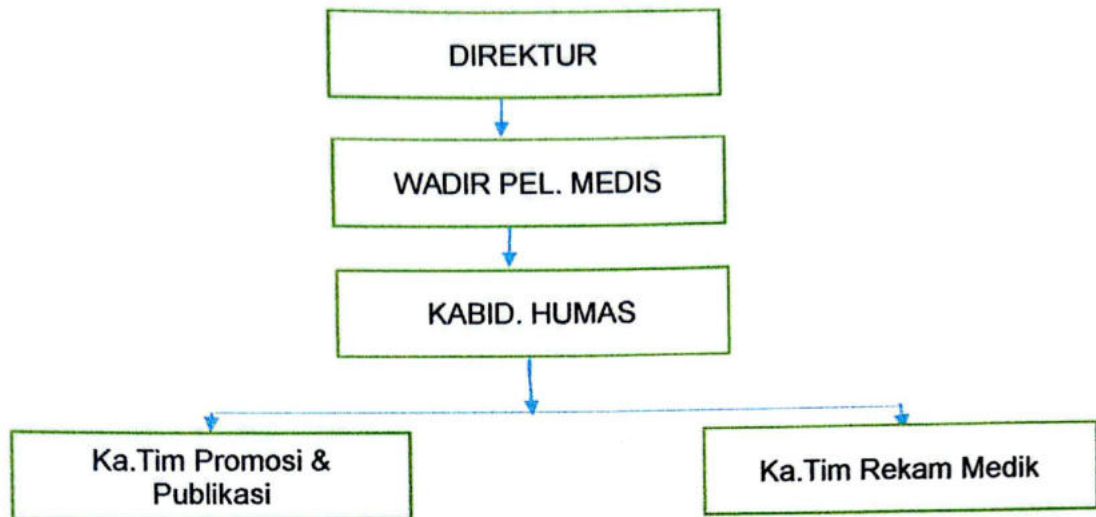 DIREKTUR
WADIR PEL. MEDIS
KABID. HUMAS
Ka.Tim Promosi &
Publikasi
Ka.Tim Rekam Medik